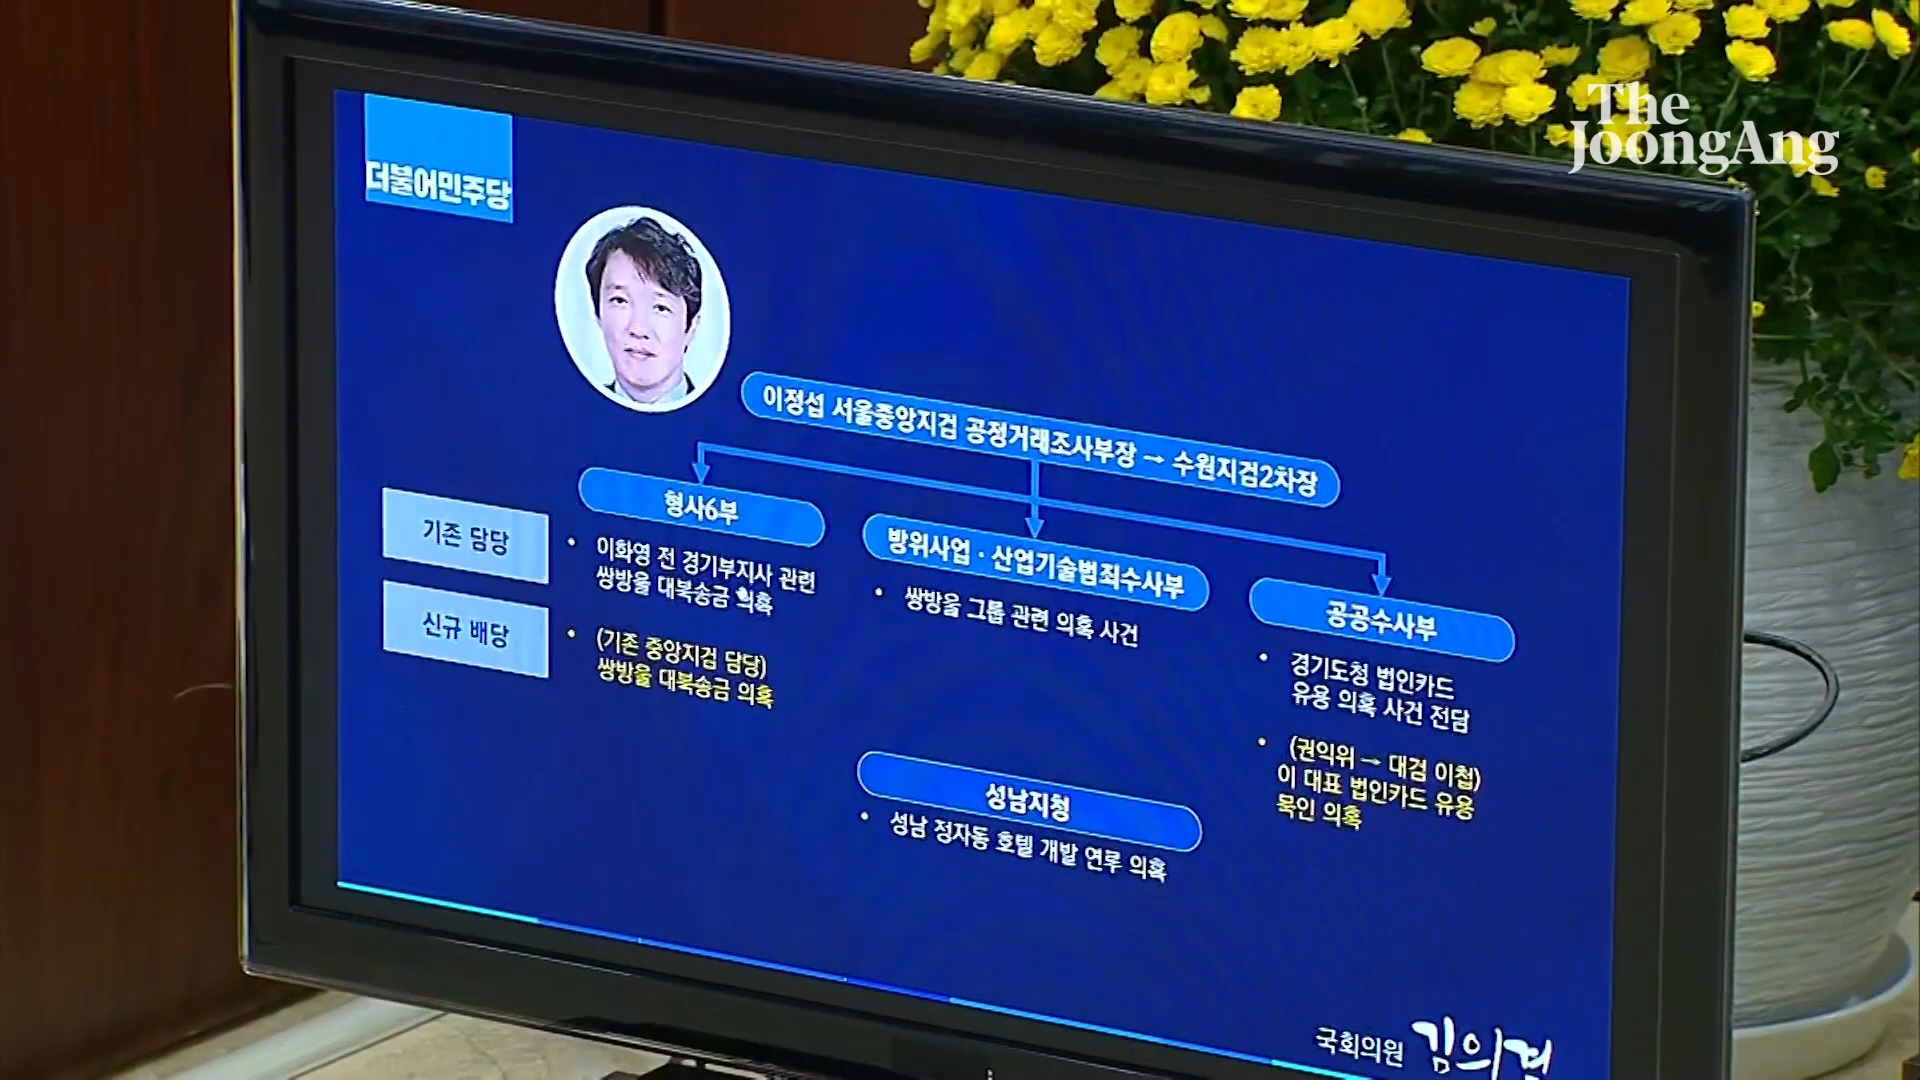 The
JoongAng
더불어민주당
이정섭 서울중앙지검 공정거래조사부장 → 수원지검2차장
기존 담당
신규 배당
형사6부
• 이화영 전 경기부지사 관련
쌍방울 대북송금 의혹
• (기존 중앙지검 담당)
쌍방울 대북송금 의혹
방위사업 · 산업기술범죄수사부
• 쌍방울 그룹 관련 의혹 사건
공공수사부
• 경기도청 법인카드
유용 의혹 사건 전담
• (권익위 → 대검 이첩)
이 대표 법인카드 유용
묵인 의혹
성남지청
• 성남 정자동 호텔 개발 연루 의혹
국회의원 김의겸